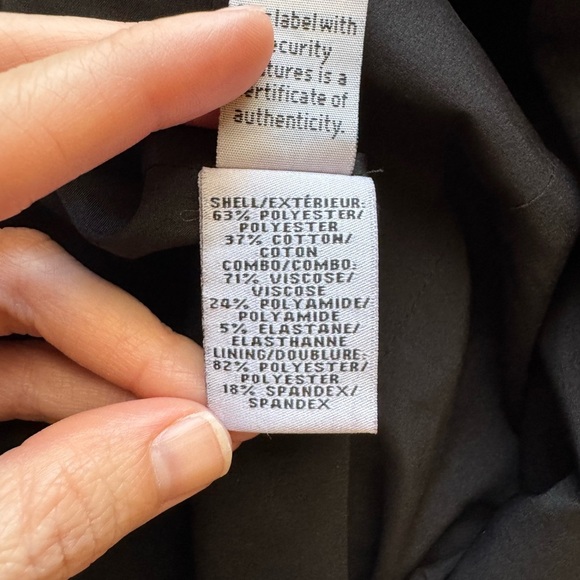 label with
ecurity
tures is a
ertificate of
authenticity.
SHELL/EXTÉRIEUR:
63% POLYESTER/
POLYESTER
37% COTTON/
COTON
COMBO/COMBO:
71% VISCOSE/
VISCOSE
24% POLYAMIDE/
POLYAMIDE
5% ELASTANE/
ELASTHANNE
LINING/DOUBLURE:
82% POLYESTER/
POLYESTER
18% SPANDEX/
SPANDEX